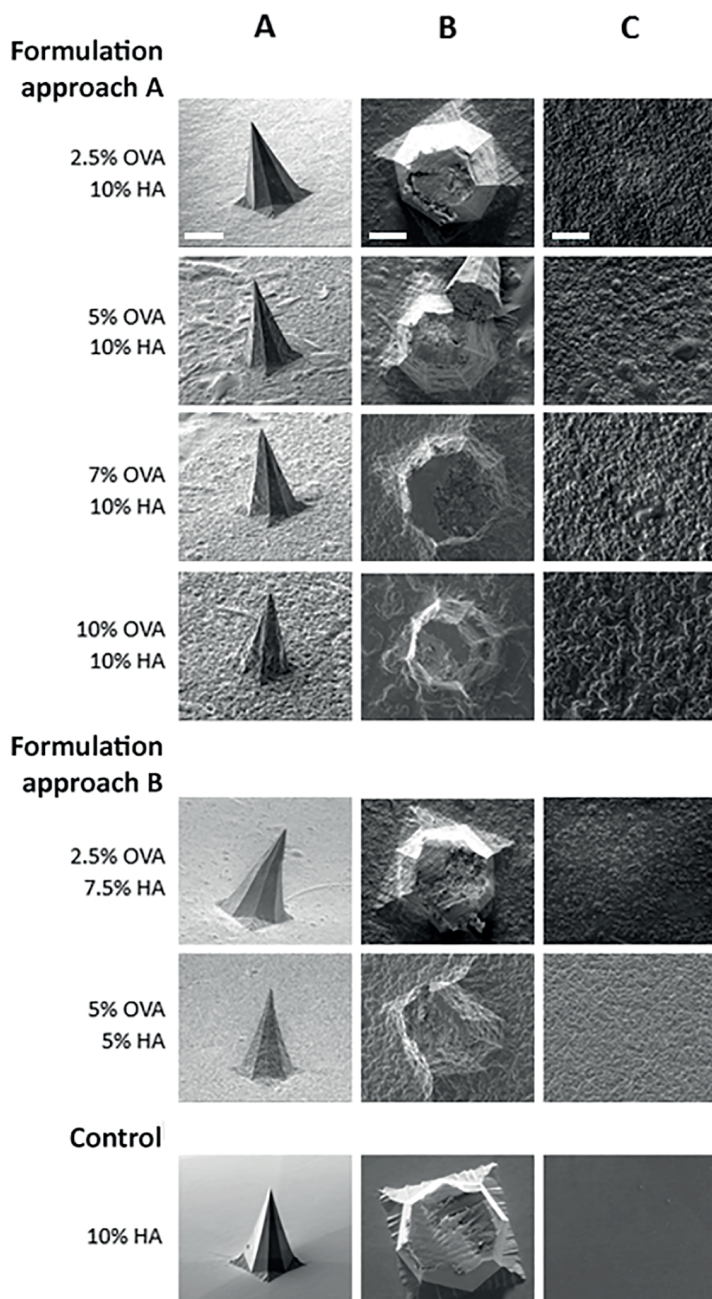 A B C
Formulation
approach A
2.5% OVA
10% HA
5% OVA
10% HA
7% OVA
10% HA
10% OVA
10% HA
Formulation
approach B
2.5% OVA
7.5% HA
5% OVA
5% HA
Control
10% HA